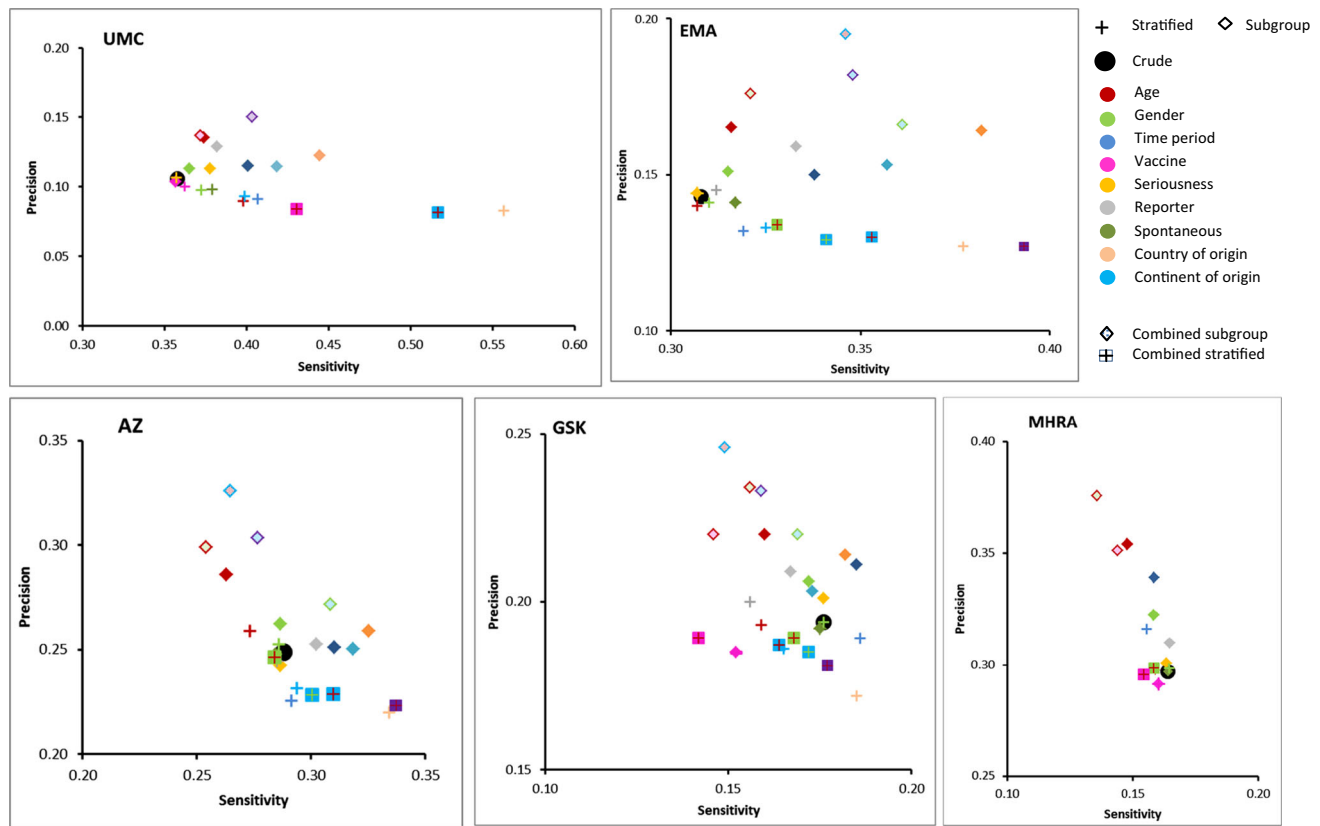 UMC
Precision
0.20
0.15
0.10
0.05
0.00
0.30 0.35 0.40 0.45 0.50 0.55 0.60
Sensitivity
EMA
Precision
0.20
0.15
0.10
0.30 0.35 0.40
Sensitivity
Stratified Subgroup
Crude
Age
Gender
Time period
Vaccine
Seriousness
Reporter
Spontaneous
Country of origin
Continent of origin
Combined subgroup
Combined stratified
AZ
Precision
0.35
0.30
0.25
0.20
0.20 0.25 0.30 0.35
Sensitivity
GSK
Precision
0.25
0.20
0.15
0.10 0.15 0.20
Sensitivity
MHRA
Precision
0.40
0.35
0.30
0.25
0.10 0.15 0.20
Sensitivity